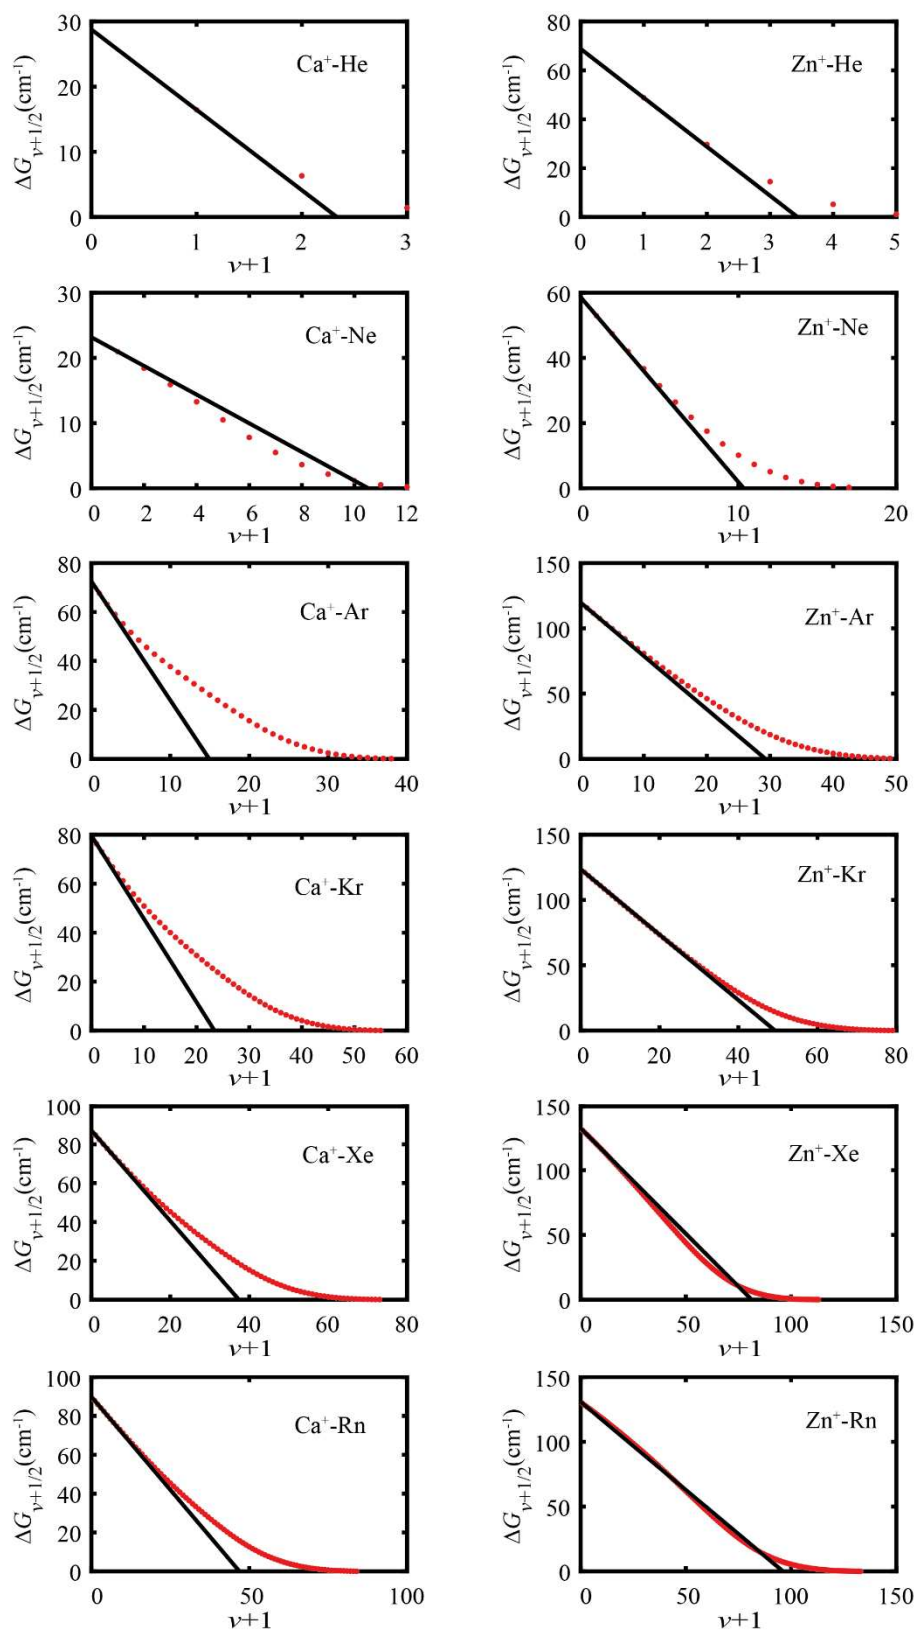 30
20
10
0
ΔG_{v+1/2}(cm⁻¹)
Ca⁺-He
0 1 2 3
v+1
80
60
40
20
0
ΔG_{v+1/2}(cm⁻¹)
Zn⁺-He
0 1 2 3 4 5
v+1
30
20
10
0
ΔG_{v+1/2}(cm⁻¹)
Ca⁺-Ne
0 2 4 6 8 10 12
v+1
60
40
20
0
ΔG_{v+1/2}(cm⁻¹)
Zn⁺-Ne
0 10 20
v+1
80
60
40
20
0
ΔG_{v+1/2}(cm⁻¹)
Ca⁺-Ar
0 10 20 30 40
v+1
150
100
50
0
ΔG_{v+1/2}(cm⁻¹)
Zn⁺-Ar
0 10 20 30 40 50
v+1
80
60
40
20
0
ΔG_{v+1/2}(cm⁻¹)
Ca⁺-Kr
0 10 20 30 40 50 60
v+1
150
100
50
0
ΔG_{v+1/2}(cm⁻¹)
Zn⁺-Kr
0 20 40 60 80
v+1
100
80
60
40
20
0
ΔG_{v+1/2}(cm⁻¹)
Ca⁺-Xe
0 20 40 60 80
v+1
150
100
50
0
ΔG_{v+1/2}(cm⁻¹)
Zn⁺-Xe
0 50 100 150
v+1
100
80
60
40
20
0
ΔG_{v+1/2}(cm⁻¹)
Ca⁺-Rn
0 50 100
v+1
150
100
50
0
ΔG_{v+1/2}(cm⁻¹)
Zn⁺-Rn
0 50 100 150
v+1